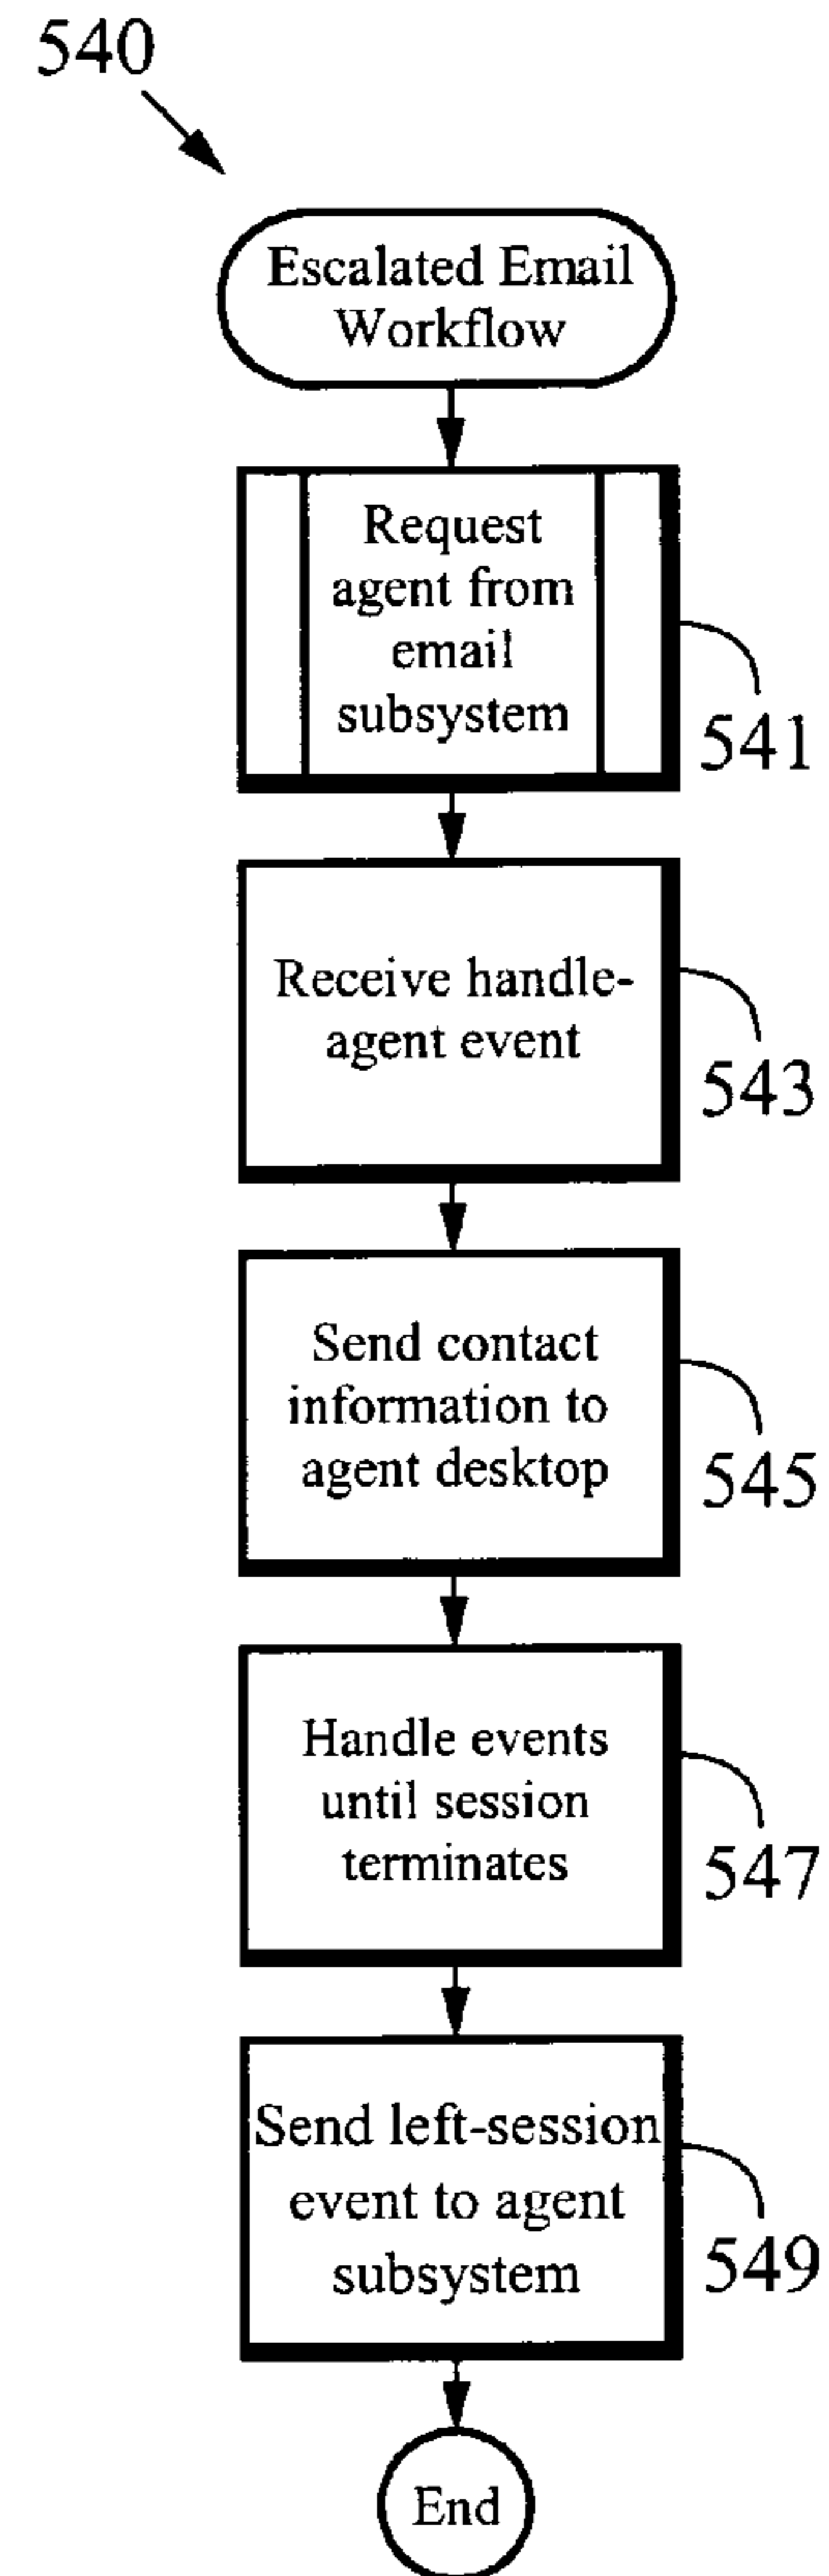 540
Escalated Email
Workflow
Request
agent from
email
subsystem
541
Receive handle-
agent event
543
Send contact
information to
agent desktop
545
Handle events
until session
terminates
547
Send left-session
event to agent
subsystem
549
End